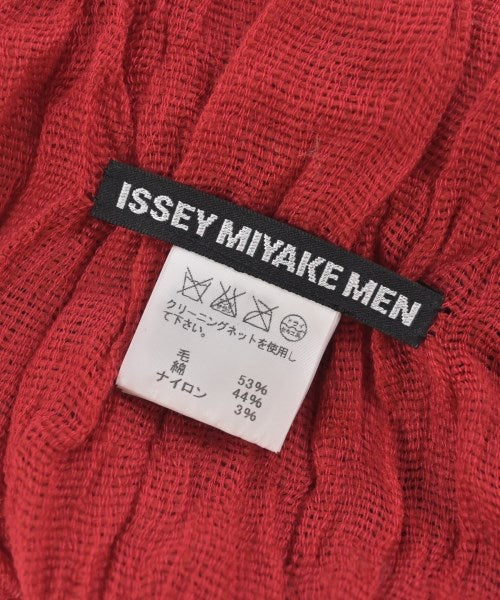 ISSEY MIYAKE MEN
クリーニングネットを使用し
て下さい。
毛 53%
綿 44%
ナイロン 3%